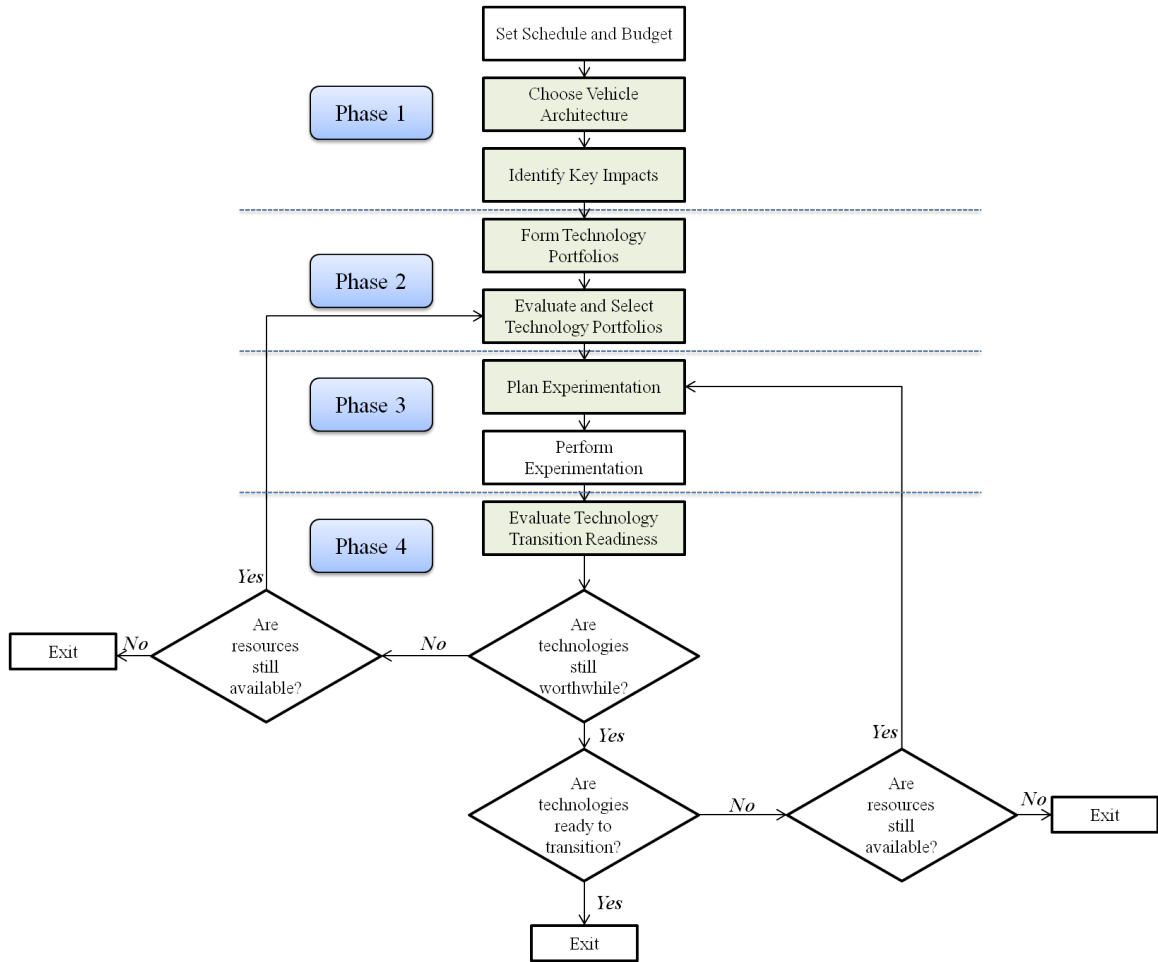 Set Schedule and Budget
Phase 1
Choose Vehicle
Architecture
Identify Key Impacts
Form Technology
Portfolios
Phase 2
Evaluate and Select
Technology Portfolios
Plan Experimentation
Phase 3
Perform
Experimentation
Evaluate Technology
Transition Readiness
Phase 4
Yes
Exit
No
Are
resources
still
available?
No
Are
technologies
still
worthwhile?
Yes
Yes
Are
technologies
ready to
transition?
No
Are
resources
still
available?
No
Exit
Yes
Exit